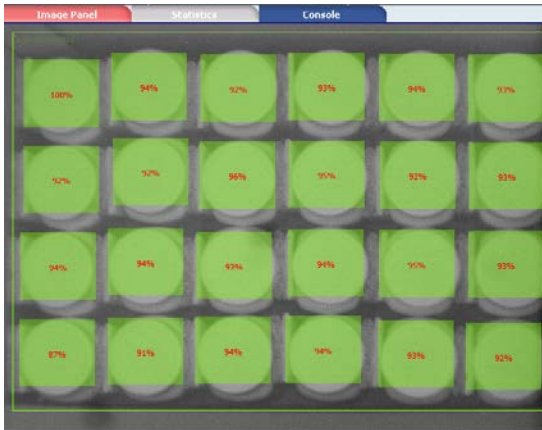 Image Panel Statistics Console
100% 94% 92% 93% 94% 93%
92% 92% 96% 95% 92% 93%
94% 94% 93% 94% 95% 93%
87% 91% 94% 94% 93% 92%